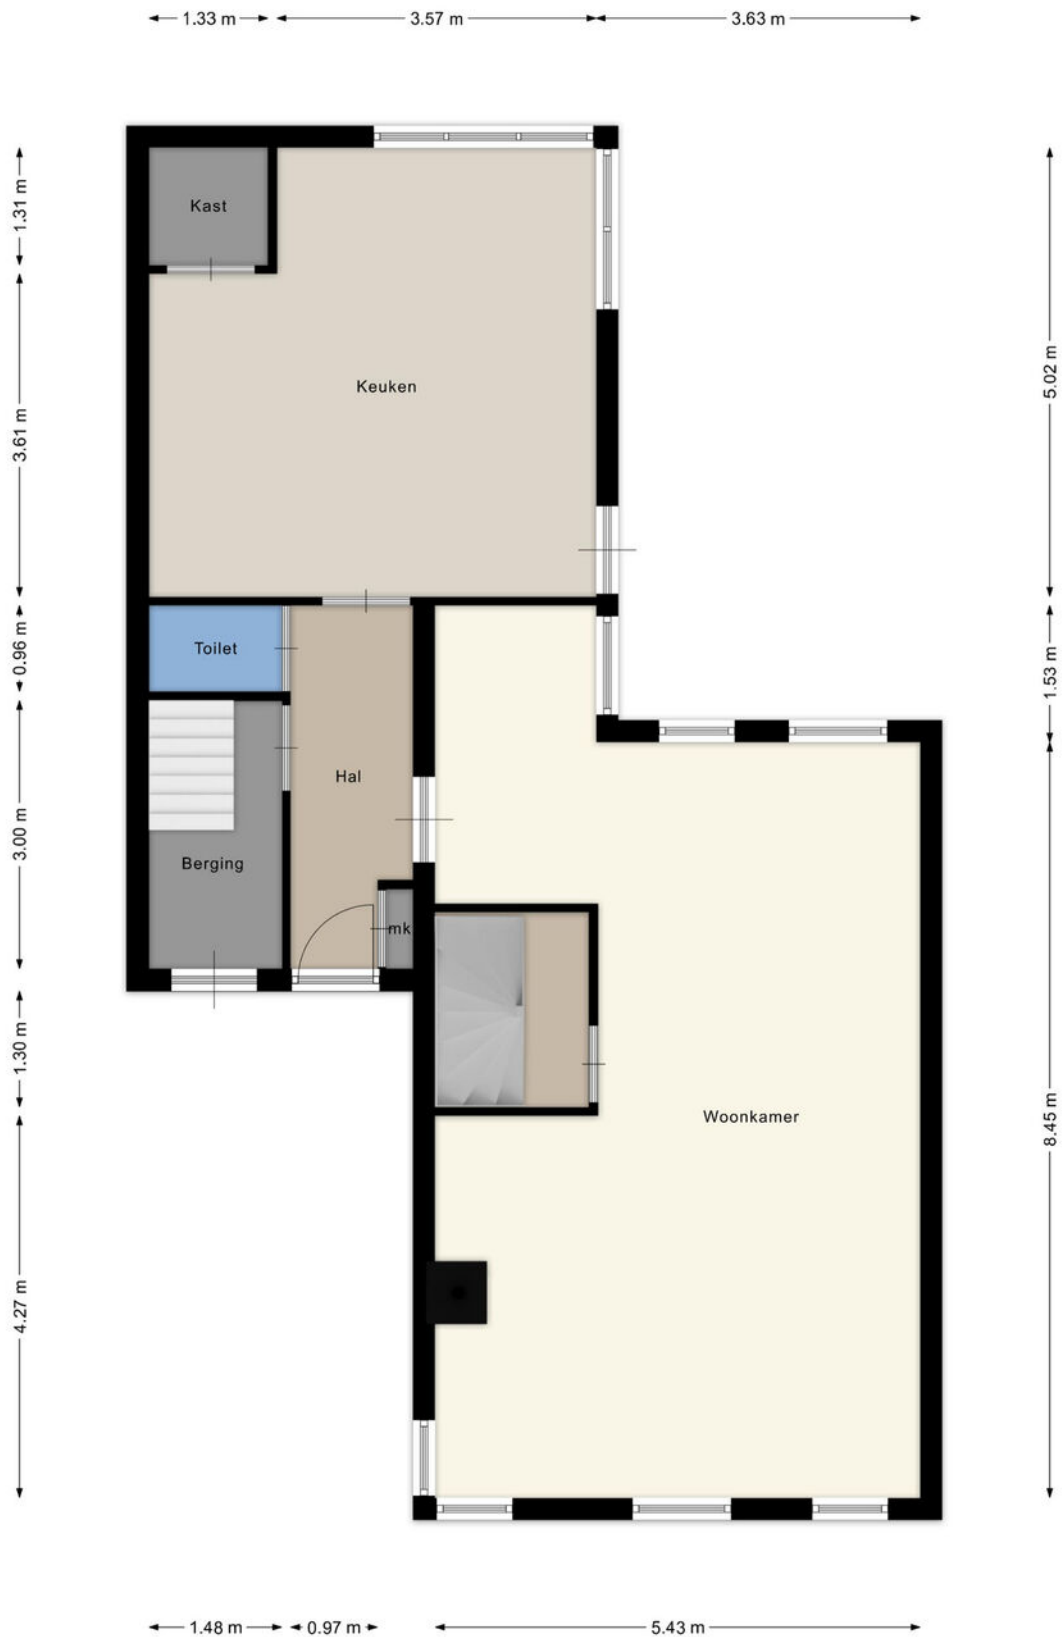 1.33 m
3.57 m
3.63 m
1.31 m
Kast
5.02 m
Keuken
3.61 m
0.96 m
Toilet
1.53 m
Hal
3.00 m
Berging
mk
1.30 m
Woonkamer
8.45 m
4.27 m
1.48 m
0.97 m
5.43 m